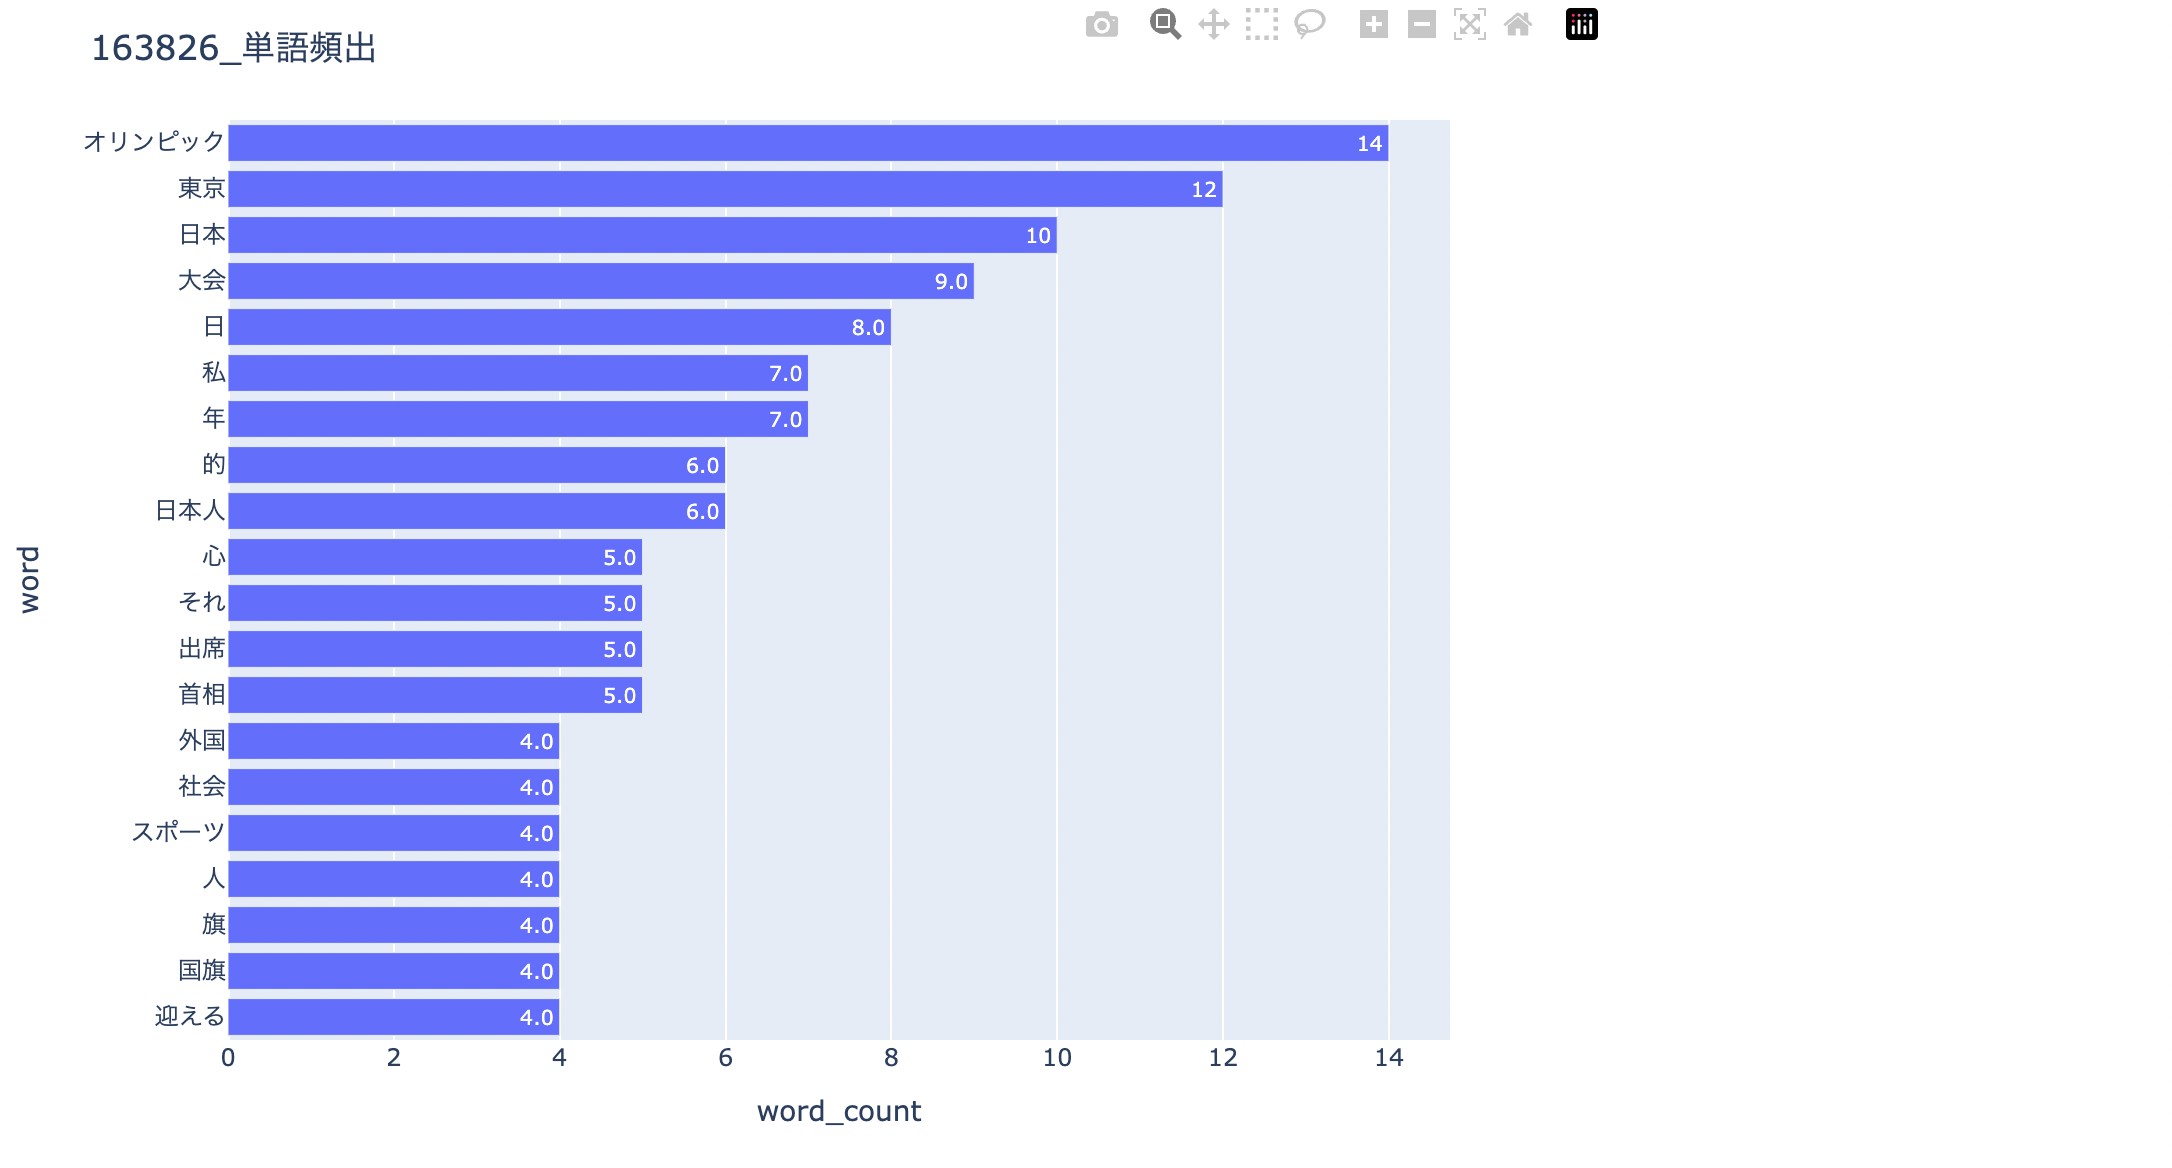 163826_単語頻出
オリンピック 14
東京 12
日本 10
大会 9.0
日 8.0
私 7.0
年 7.0
的 6.0
日本人 6.0
心 5.0
それ 5.0
出席 5.0
首相 5.0
外国 4.0
社会 4.0
スポーツ 4.0
人 4.0
旗 4.0
国旗 4.0
迎える 4.0
word
0 2 4 6 8 10 12 14
word_count